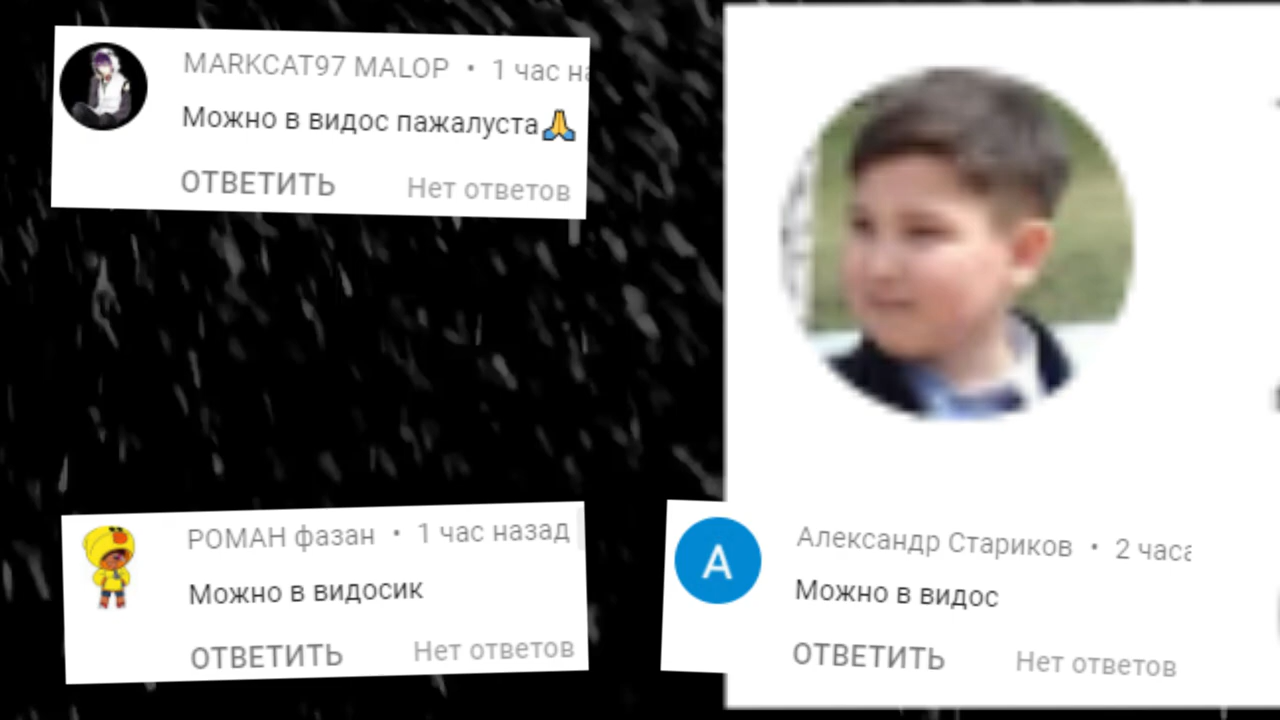 MARKCAT97 MALOP • 1 час
Можно в видос пажалуста🙏
ОТВЕТИТЬ Нет ответов
РОМАН фазан • 1 час назад
Можно в видосик
ОТВЕТИТЬ Нет ответов
А
Александр Стариков • 2 часа
Можно в видос
ОТВЕТИТЬ Нет ответов